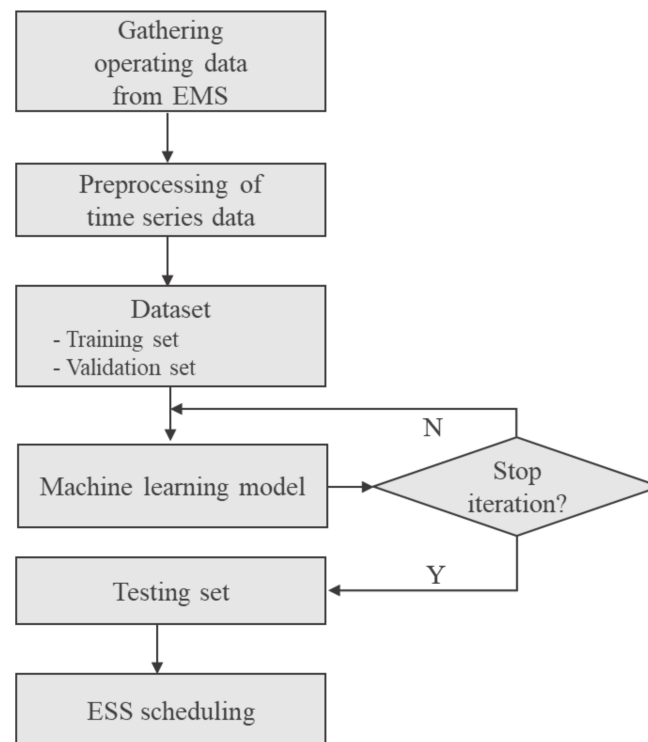 Gathering
operating data
from EMS
Preprocessing of
time series data
Dataset
- Training set
- Validation set
N
Machine learning model
Stop
iteration?
Y
Testing set
ESS scheduling